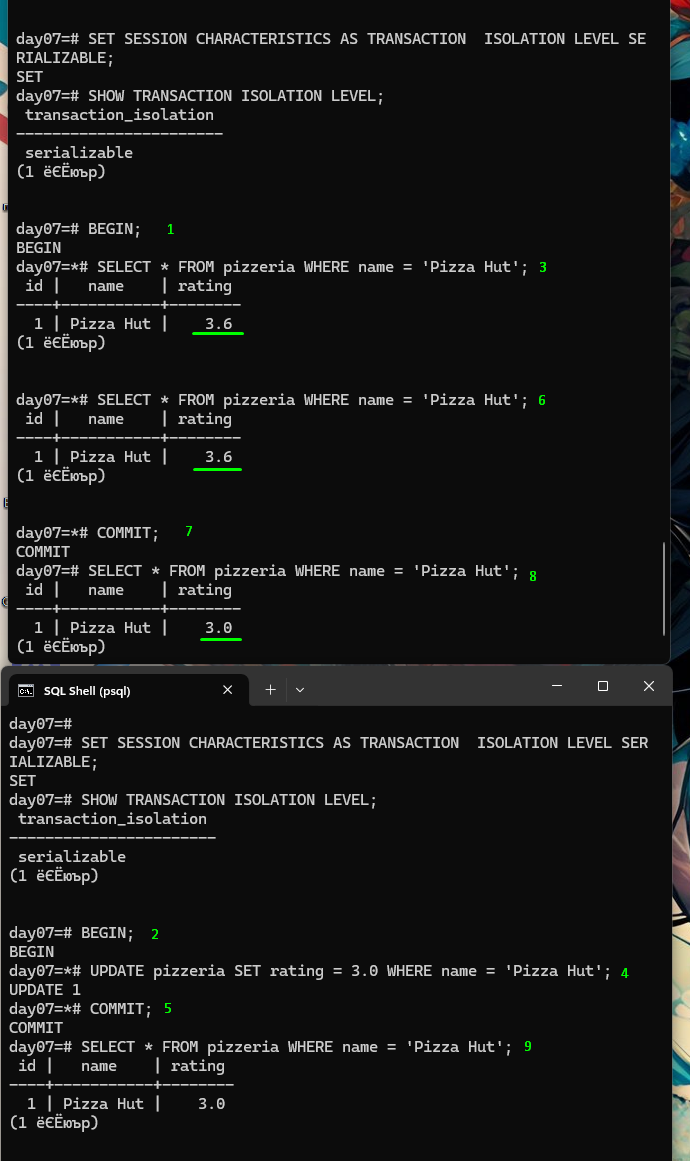 day07=# SET SESSION CHARACTERISTICS AS TRANSACTION  ISOLATION LEVEL SE
RIALIZABLE;
SET
day07=# SHOW TRANSACTION ISOLATION LEVEL;
 transaction_isolation
-----------------------
 serializable
(1 ёЄЁюър)
day07=# BEGIN; 1
BEGIN
day07=*# SELECT * FROM pizzeria WHERE name = 'Pizza Hut'; 3
 id |   name    | rating
----+-----------+--------
  1 | Pizza Hut |    3.6
(1 ёЄЁюър)
day07=*# SELECT * FROM pizzeria WHERE name = 'Pizza Hut'; 6
 id |   name    | rating
----+-----------+--------
  1 | Pizza Hut |    3.6
(1 ёЄЁюър)
day07=*# COMMIT; 7
COMMIT
day07=# SELECT * FROM pizzeria WHERE name = 'Pizza Hut'; 8
 id |   name    | rating
----+-----------+--------
  1 | Pizza Hut |    3.0
(1 ёЄЁюър)
SQL Shell (psql)
day07=#
day07=# SET SESSION CHARACTERISTICS AS TRANSACTION  ISOLATION LEVEL SER
IALIZABLE;
SET
day07=# SHOW TRANSACTION ISOLATION LEVEL;
 transaction_isolation
-----------------------
 serializable
(1 ёЄЁюър)
day07=# BEGIN; 2
BEGIN
day07=*# UPDATE pizzeria SET rating = 3.0 WHERE name = 'Pizza Hut'; 4
UPDATE 1
day07=*# COMMIT; 5
COMMIT
day07=# SELECT * FROM pizzeria WHERE name = 'Pizza Hut'; 9
 id |   name    | rating
----+-----------+--------
  1 | Pizza Hut |    3.0
(1 ёЄЁюър)